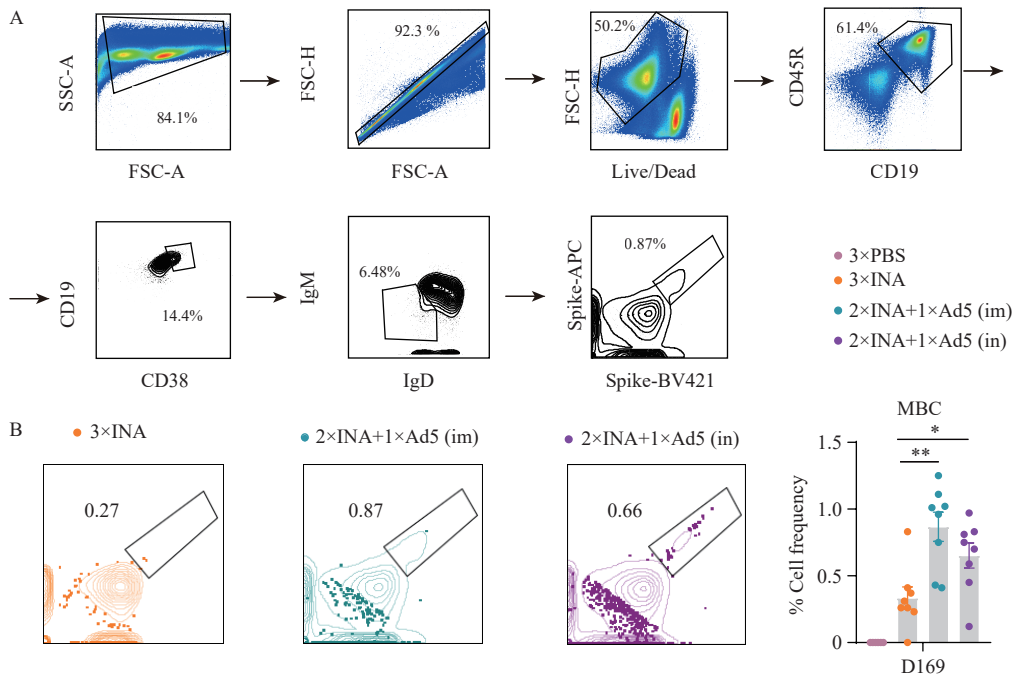 A
SSC-A
84.1%
FSC-A
92.3 %
FSC-H
FSC-A
50.2%
FSC-H
Live/Dead
61.4%
CD45R
CD19
CD19
14.4%
CD38
6.48%
IgM
IgD
0.87%
Spike-APC
Spike-BV421
3×PBS
3×INA
2×INA+1×Ad5 (im)
2×INA+1×Ad5 (in)
B
3×INA
0.27
2×INA+1×Ad5 (im)
0.87
2×INA+1×Ad5 (in)
0.66
MBC
% Cell frequency
1.5
1.0
0.5
0
*
**
D169